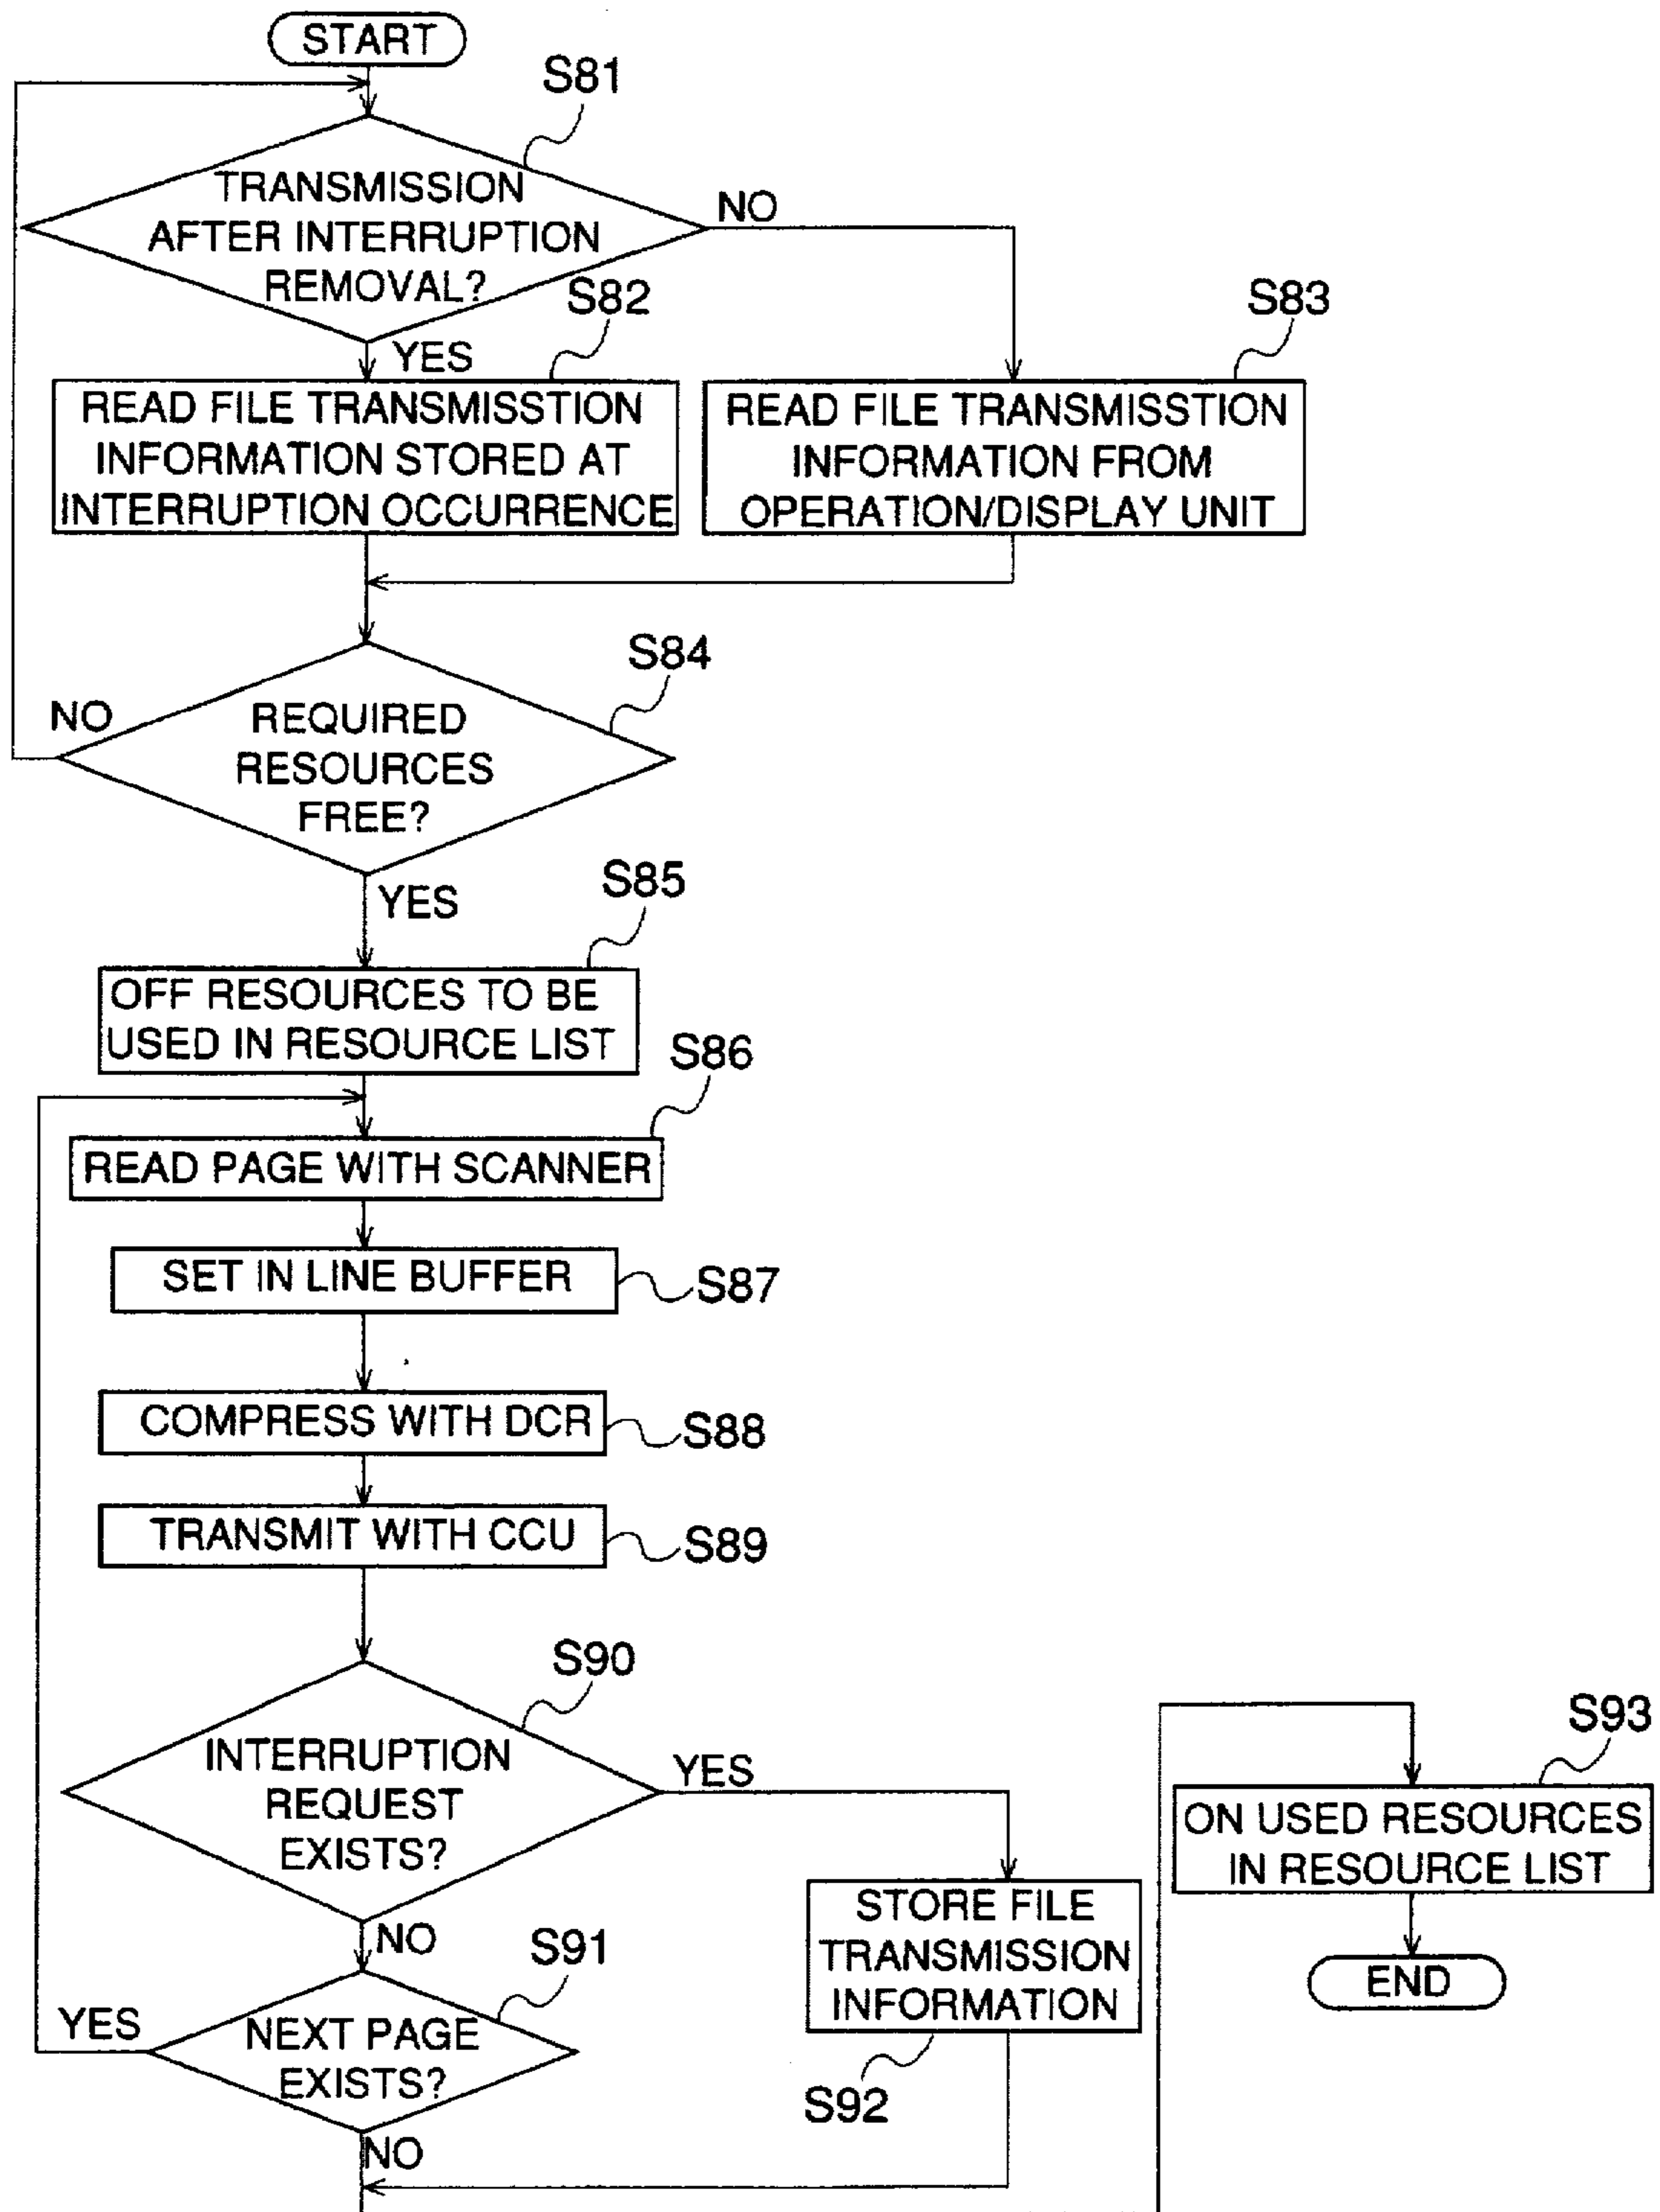 START
S81
TRANSMISSION
AFTER INTERRUPTION
REMOVAL?
NO
YES
S82
READ FILE TRANSMISSTION
INFORMATION STORED AT
INTERRUPTION OCCURRENCE
S83
READ FILE TRANSMISSTION
INFORMATION FROM
OPERATION/DISPLAY UNIT
S84
NO
REQUIRED
RESOURCES
FREE?
YES
S85
OFF RESOURCES TO BE
USED IN RESOURCE LIST
S86
READ PAGE WITH SCANNER
SET IN LINE BUFFER
S87
COMPRESS WITH DCR
S88
TRANSMIT WITH CCU
S89
S90
INTERRUPTION
REQUEST
EXISTS?
YES
NO
S91
YES
NEXT PAGE
EXISTS?
NO
STORE FILE
TRANSMISSION
INFORMATION
S92
S93
ON USED RESOURCES
IN RESOURCE LIST
END